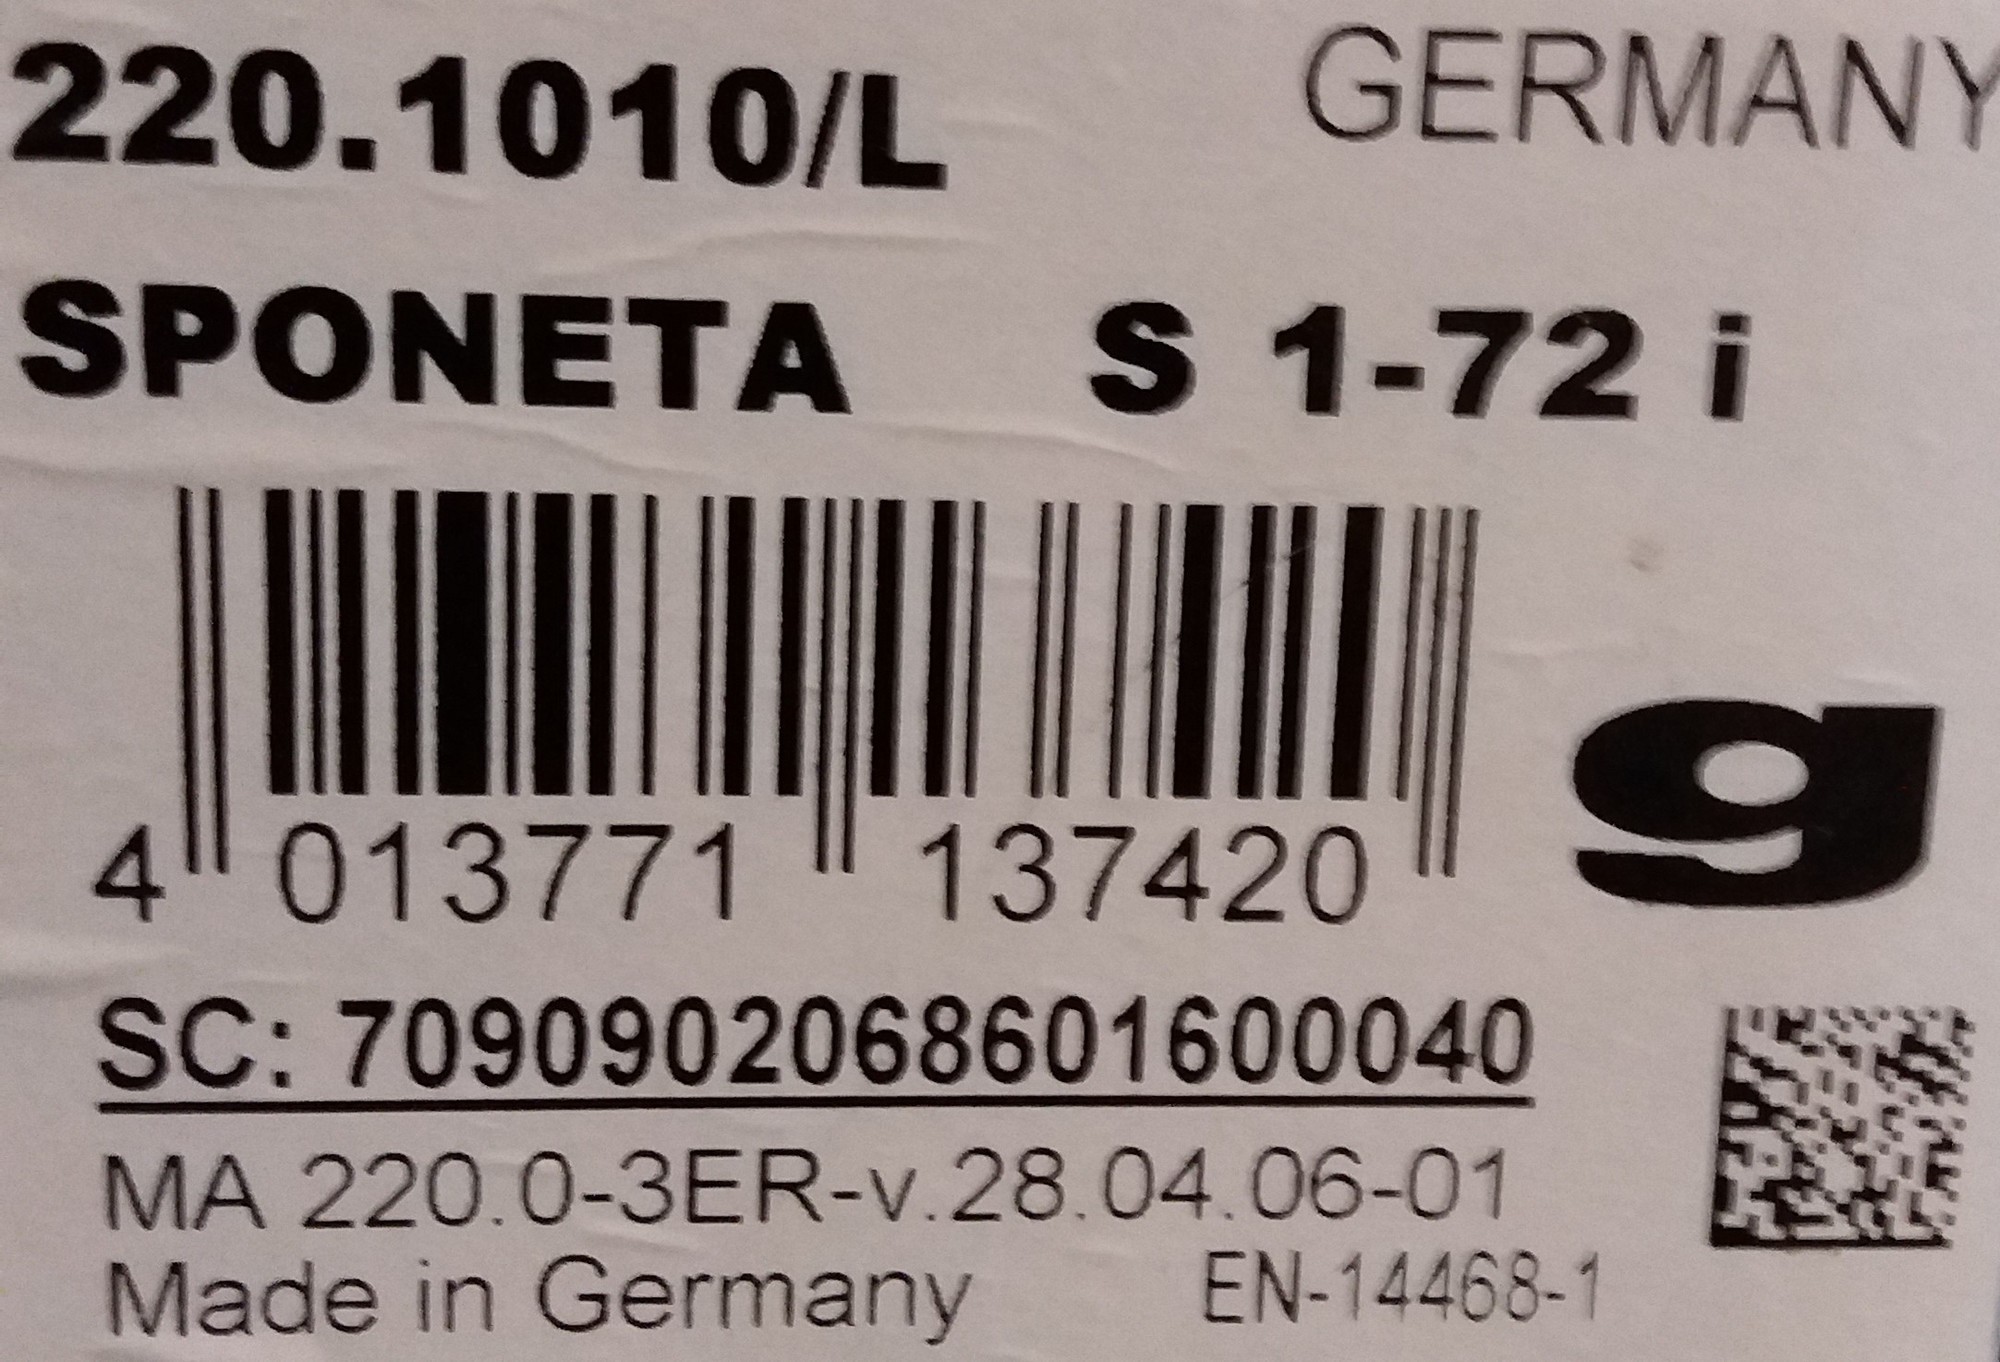 220.1010/L GERMANY
SPONETA S 1-72 i
4 013771 137420
g
SC: 7090902068601600040
MA 220.0-3ER-v.28.04.06-01
Made in Germany EN-14468-1